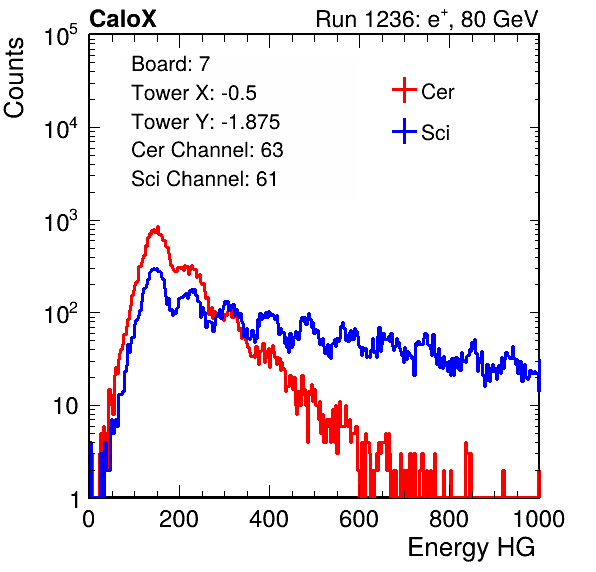 CaloX Run 1236: e⁺, 80 GeV
Counts
Board: 7
Tower X: -0.5
Tower Y: -1.875
Cer Channel: 63
Sci Channel: 61
Cer
Sci
10⁵
10⁴
10³
10²
10
1
0 200 400 600 800 1000
Energy HG